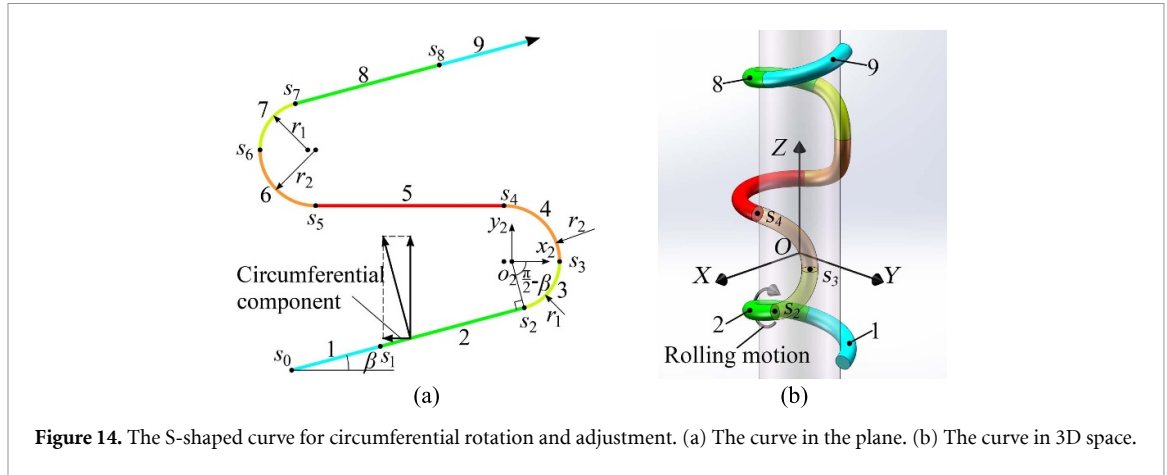 s8 9
8
s7
7
r1
s6
r2
6
5
s5
s4
4
y2
r2
x2
s3
o2
π/2-β
3
r1
s2
Circumferential
component
2
s0
1
β
s1
(a)
8
9
Z
s4
O
X
Y
s3
2
s2
1
Rolling motion
(b)
Figure 14. The S-shaped curve for circumferential rotation and adjustment. (a) The curve in the plane. (b) The curve in 3D space.